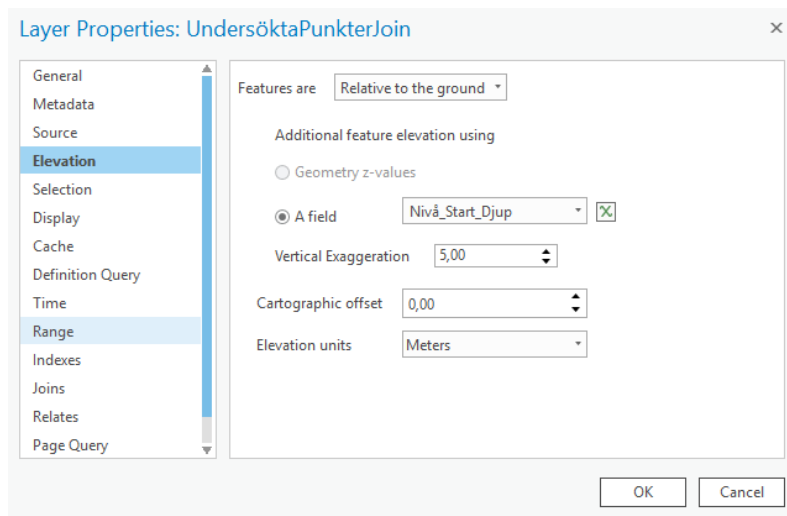 Layer Properties: UndersöktaPunkterJoin
General
Metadata
Source
Elevation
Selection
Display
Cache
Definition Query
Time
Range
Indexes
Joins
Relates
Page Query
Features are Relative to the ground
Additional feature elevation using
Geometry z-values
A field Nivå_Start_Djup
Vertical Exaggeration 5,00
Cartographic offset 0,00
Elevation units Meters
OK Cancel